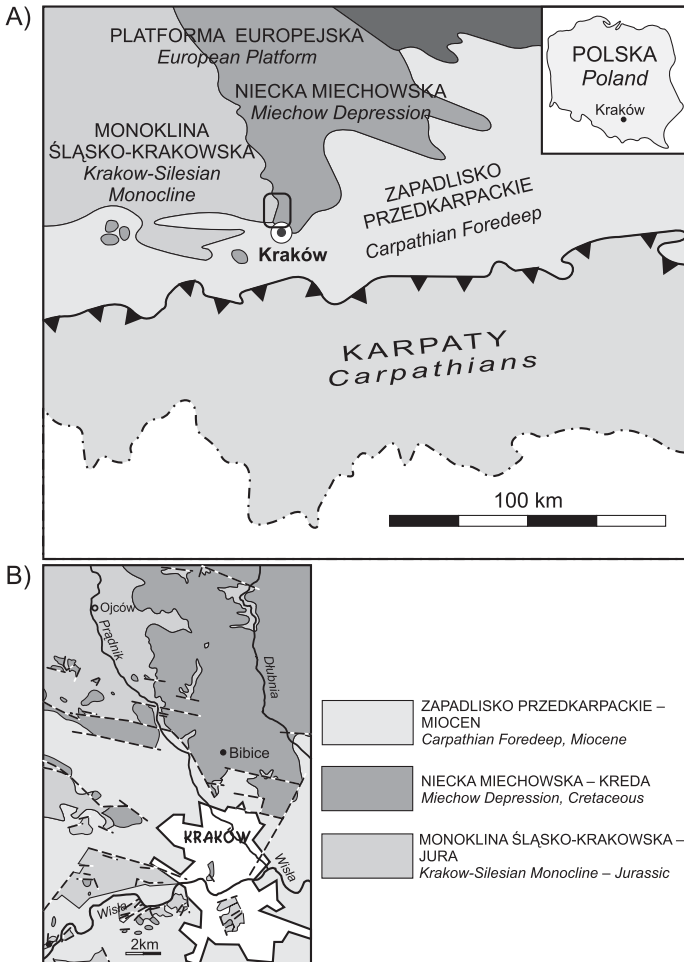 A)
PLATFORMA EUROPEJSKA
European Platform
NIECKA MIECHOWSKA
Miechow Depression
MONOKLINA
ŚLĄSKO-KRAKOWSKA
Krakow-Silesian
Monocline
POLSKA
Poland
Kraków
ZAPADLISKO
PRZEDKARPACKIE
Carpathian Foredeep
Kraków
KARPATY
Carpathians
100 km
B)
Ojców
Prądnik
Dłubnia
Bibice
KRAKÓW
Wisła
Wisła
2km
ZAPADLISKO PRZEDKARPACKIE –
MIOCEN
Carpathian Foredeep, Miocene
NIECKA MIECHOWSKA – KREDA
Miechow Depression, Cretaceous
MONOKLINA ŚLĄSKO-KRAKOWSKA –
JURA
Krakow-Silesian Monocline – Jurassic